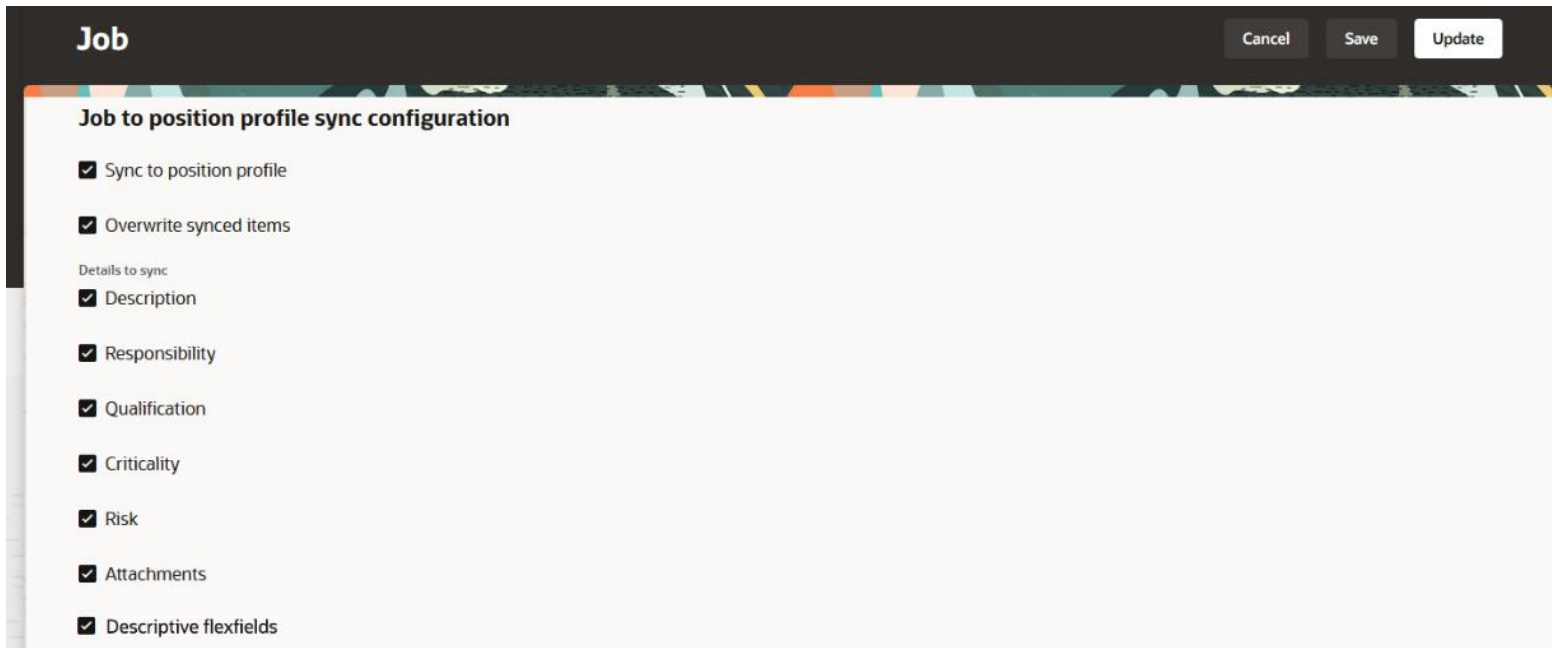 Job
Cancel Save Update
Job to position profile sync configuration
Sync to position profile
Overwrite synced items
Details to sync
Description
Responsibility
Qualification
Criticality
Risk
Attachments
Descriptive flexfields